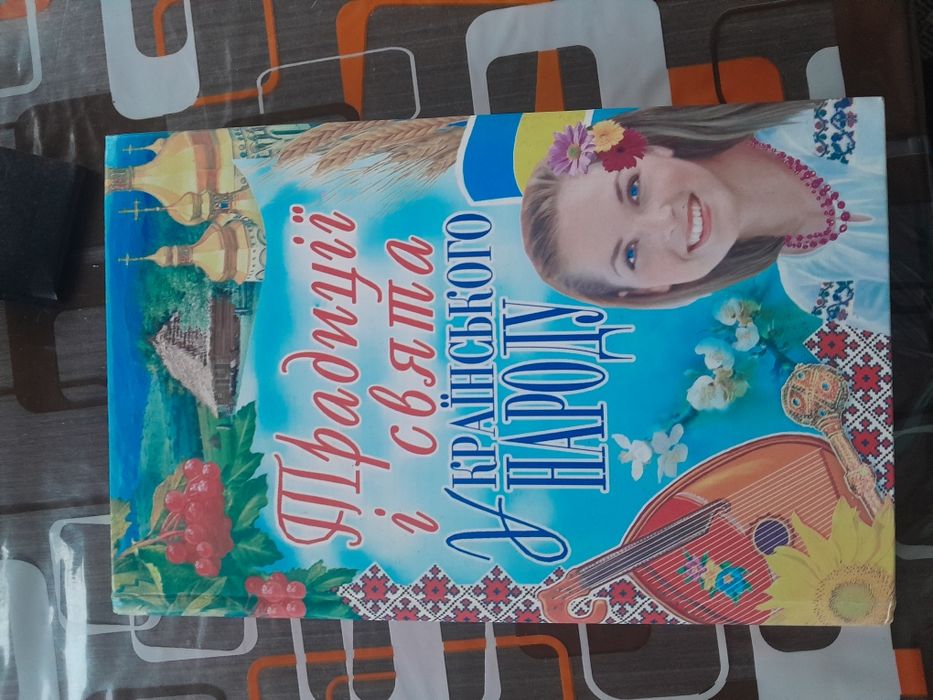 Традиції
і свята
Українського
НАРОДУ